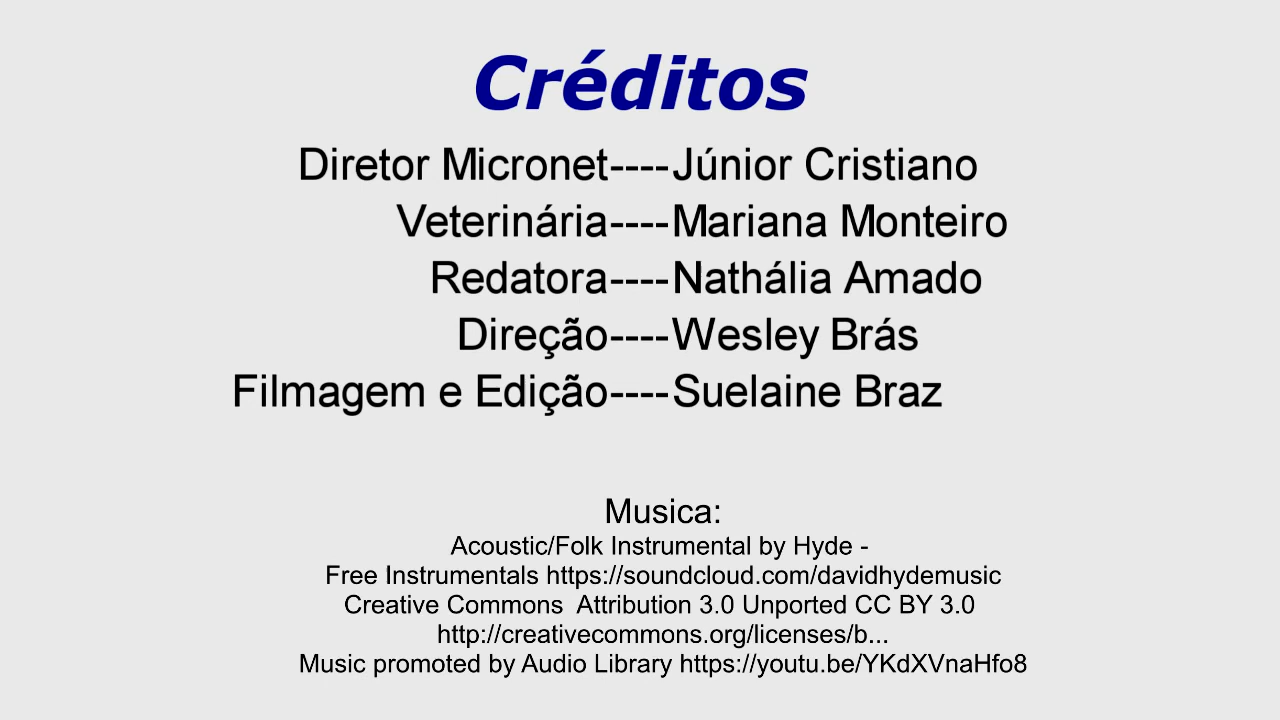 Créditos
Diretor Micronet----Júnior Cristiano
Veterinária----Mariana Monteiro
Redatora----Nathália Amado
Direção----Wesley Brás
Filmagem e Edição----Suelaine Braz
Musica:
Acoustic/Folk Instrumental by Hyde -
Free Instrumentals https://soundcloud.com/davidhydemusic
Creative Commons  Attribution 3.0 Unported CC BY 3.0
http://creativecommons.org/licenses/b...
Music promoted by Audio Library https://youtu.be/YKdXVnaHfo8